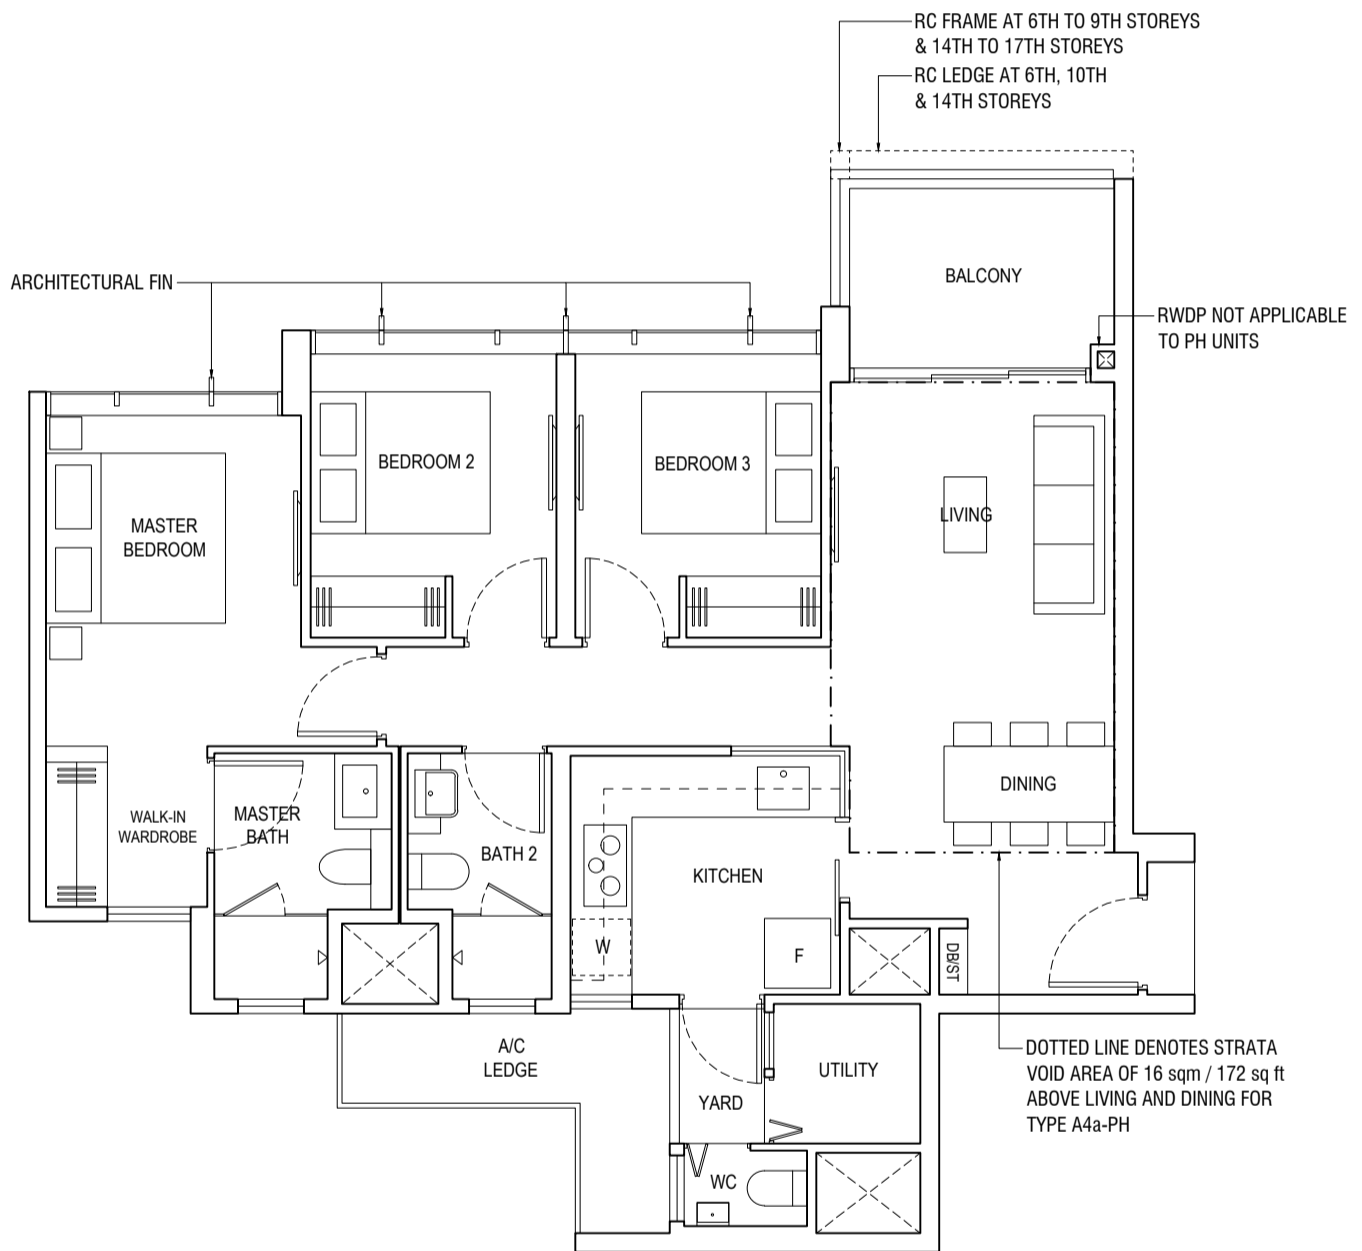 RC FRAME AT 6TH TO 9TH STOREYS
& 14TH TO 17TH STOREYS
RC LEDGE AT 6TH, 10TH
& 14TH STOREYS
ARCHITECTURAL FIN
BALCONY
RWDP NOT APPLICABLE
TO PH UNITS
BEDROOM 2
BEDROOM 3
MASTER
BEDROOM
LIVING
DINING
WALK-IN
WARDROBE
MASTER
BATH
BATH 2
KITCHEN
W
F
DB/ST
A/C
LEDGE
UTILITY
YARD
WC
DOTTED LINE DENOTES STRATA
VOID AREA OF 16 sqm / 172 sq ft
ABOVE LIVING AND DINING FOR
TYPE A4a-PH